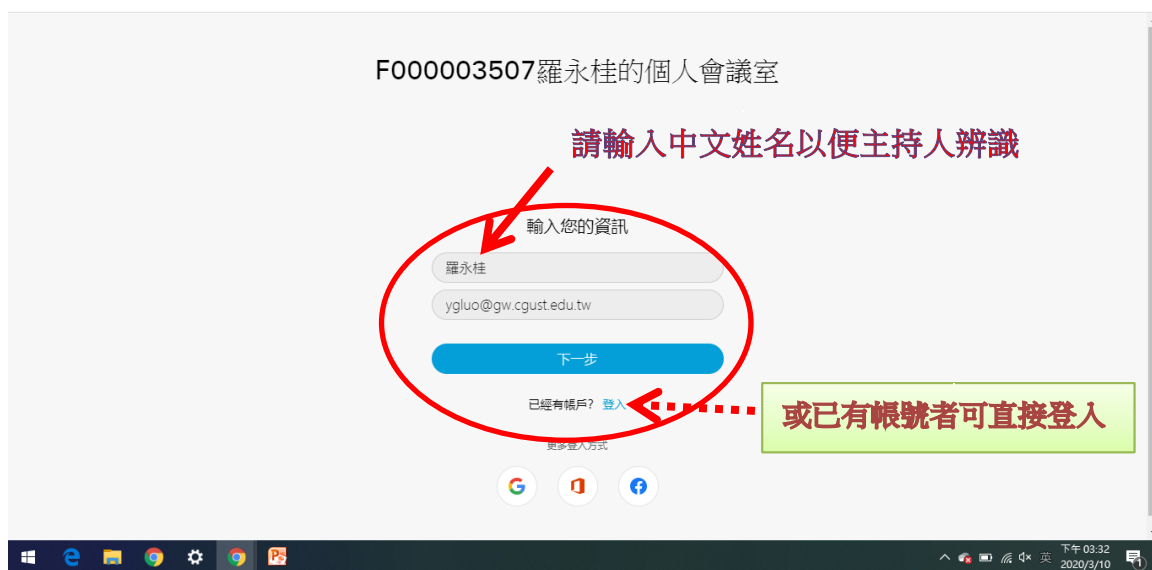 F000003507羅永桂的個人會議室
請輸入中文姓名以便主持人辨識
輸入您的資訊
羅永桂
ygluo@gw.cgust.edu.tw
下一步
已經有帳戶? 登入
或已有帳號者可直接登入
更多登入方式
英
下午 03:32
2020/3/10
1